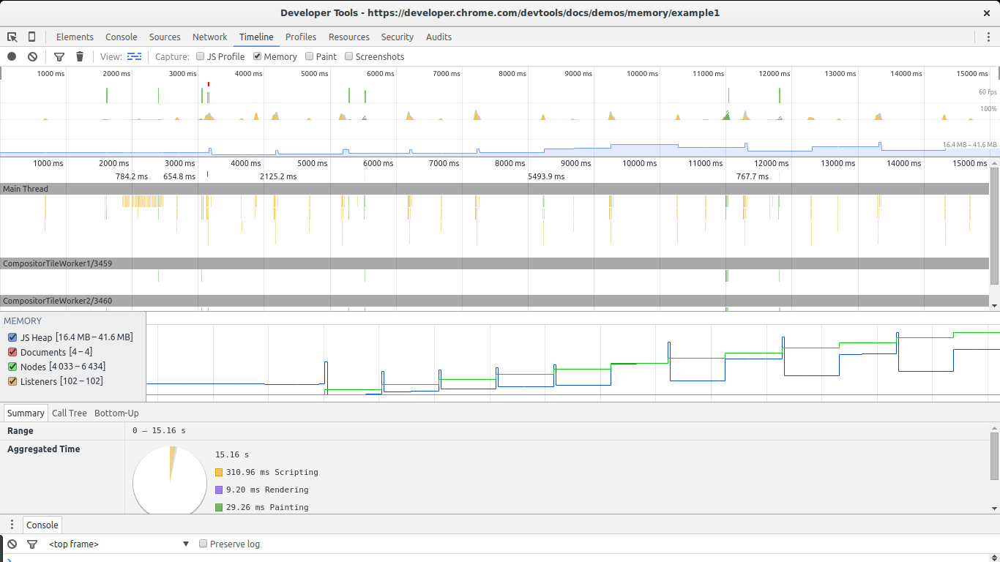 Developer Tools - https://developer.chrome.com/devtools/docs/demos/memory/example1
Elements Console Sources Network Timeline Profiles Resources Security Audits
View: Capture: JS Profile Memory Paint Screenshots
1000 ms 2000 ms 3000 ms 4000 ms 5000 ms 6000 ms 7000 ms 8000 ms 9000 ms 10000 ms 11000 ms 12000 ms 13000 ms 14000 ms 15000 ms
60 fps
100%
16.4 MB – 41.6 MB
1000 ms 2000 ms 3000 ms 4000 ms 5000 ms 6000 ms 7000 ms 8000 ms 9000 ms 10000 ms 11000 ms 12000 ms 13000 ms 14000 ms 15000 ms
784.2 ms 654.8 ms 2125.2 ms 5493.9 ms 767.7 ms
Main Thread
CompositorTileWorker1/3459
CompositorTileWorker2/3460
MEMORY
JS Heap [16.4 MB – 41.6 MB]
Documents [4 – 4]
Nodes [4 033 – 6 434]
Listeners [102 – 102]
Summary Call Tree Bottom-Up
Range 0 – 15.16 s
Aggregated Time
15.16 s
310.96 ms Scripting
9.20 ms Rendering
29.26 ms Painting
Console
<top frame> Preserve log